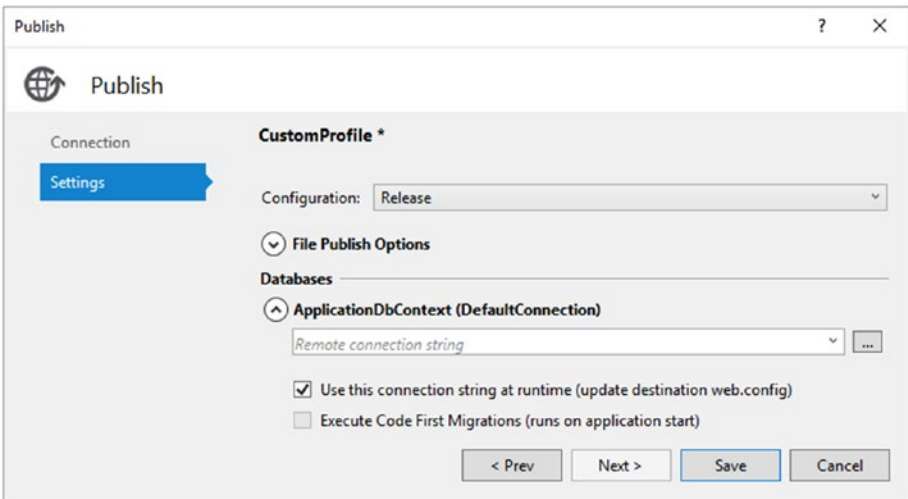 Publish ? ×
Publish
Connection
Settings
CustomProfile *
Configuration: Release
File Publish Options
Databases
ApplicationDbContext (DefaultConnection)
Remote connection string ...
Use this connection string at runtime (update destination web.config)
Execute Code First Migrations (runs on application start)
< Prev Next > Save Cancel